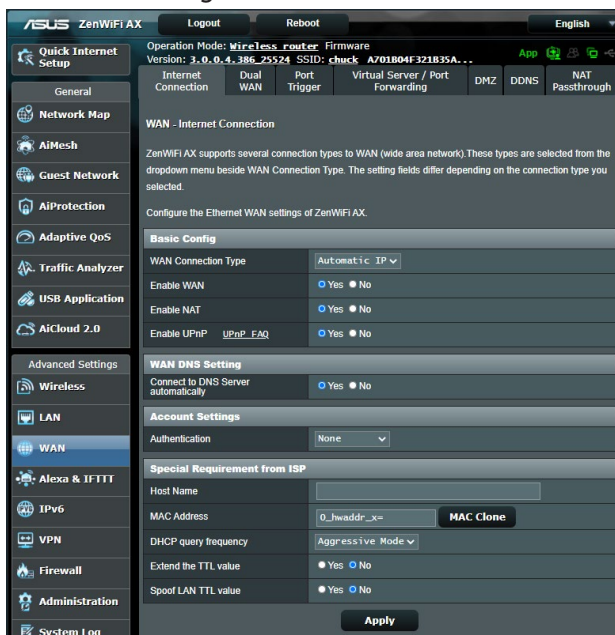 ASUS ZenWiFi AX Logout Reboot English
Quick Internet Setup
Operation Mode: Wireless router Firmware
Version: 3.0.0.4.386_25524 SSID: chuck A701B04F321B35A...
App
General
Network Map
AiMesh
Guest Network
AiProtection
Adaptive QoS
Traffic Analyzer
USB Application
AiCloud 2.0
Advanced Settings
Wireless
LAN
WAN
Alexa & IFTTT
IPv6
VPN
Firewall
Administration
System Log
Internet Connection Dual WAN Port Trigger Virtual Server / Port Forwarding DMZ DDNS NAT Passthrough
WAN - Internet Connection
ZenWiFi AX supports several connection types to WAN (wide area network).These types are selected from the
dropdown menu beside WAN Connection Type. The setting fields differ depending on the connection type you
selected.
Configure the Ethernet WAN settings of ZenWiFi AX.
Basic Config
WAN Connection Type Automatic IP
Enable WAN Yes No
Enable NAT Yes No
Enable UPnP UPnP FAQ Yes No
WAN DNS Setting
Connect to DNS Server automatically Yes No
Account Settings
Authentication None
Special Requirement from ISP
Host Name
MAC Address 0_hwaddr_x= MAC Clone
DHCP query frequency Aggressive Mode
Extend the TTL value Yes No
Spoof LAN TTL value Yes No
Apply